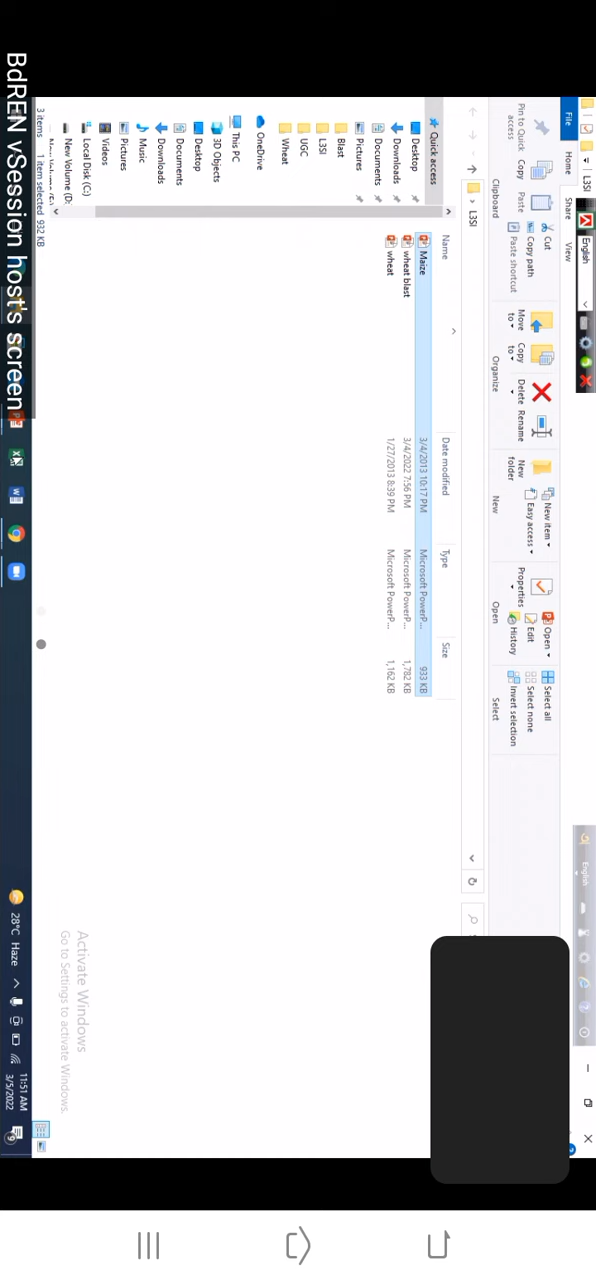 BdREN vSession host's screen
L3SI
English
English
File
Home
Share
View
Pin to Quick access
Copy
Paste
Cut
Copy path
Paste shortcut
Clipboard
Move to
Copy to
Delete
Rename
Organize
New folder
New item
Easy access
New
Properties
Open
Edit
History
Open
Select all
Select none
Invert selection
Select
L3SI
Quick access
Desktop
Downloads
Documents
Pictures
Blast
L3SI
UGC
Wheat
OneDrive
This PC
3D Objects
Desktop
Documents
Downloads
Music
Pictures
Videos
Local Disk (C:)
New Volume (D:
Name
Date modified
Type
Size
Maize 3/4/2013 10:17 PM Microsoft PowerP... 933 KB
wheat blast 3/4/2022 7:56 PM Microsoft PowerP... 1,782 KB
wheat 1/27/2013 8:39 PM Microsoft PowerP... 1,162 KB
3 items 1 item selected 932 KB
Activate Windows
Go to Settings to activate Windows.
28°C Haze
11:51 AM
3/5/2022